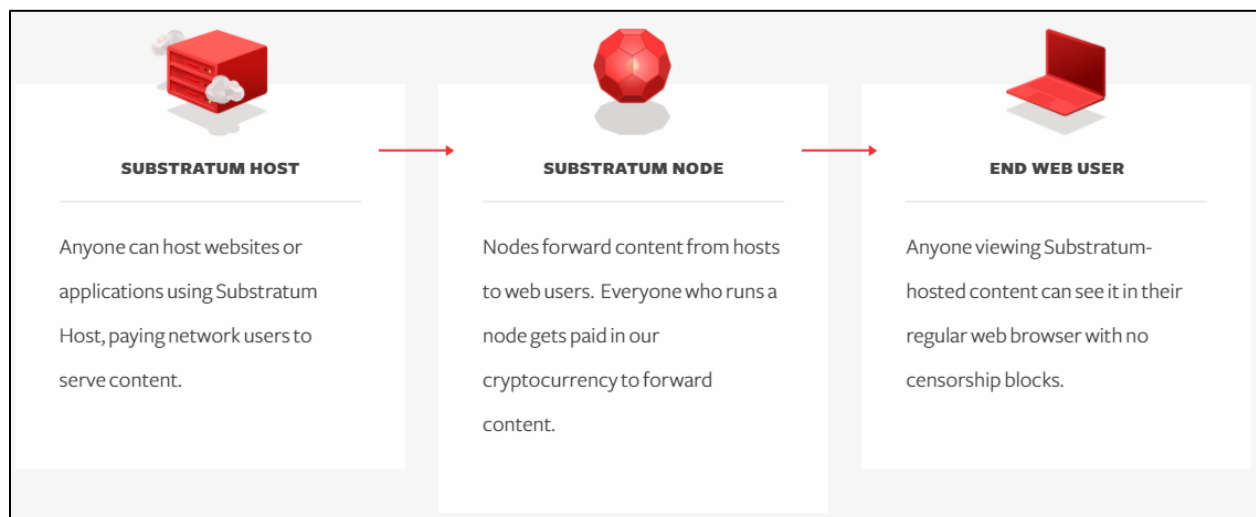 SUBSTRATUM HOST
Anyone can host websites or
applications using Substratum
Host, paying network users to
serve content.
SUBSTRATUM NODE
Nodes forward content from hosts
to web users. Everyone who runs a
node gets paid in our
cryptocurrency to forward
content.
END WEB USER
Anyone viewing Substratum-
hosted content can see it in their
regular web browser with no
censorship blocks.